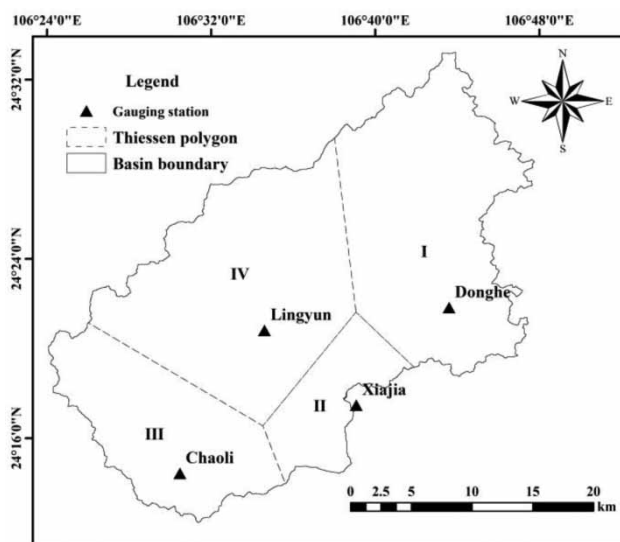 106°24'0"E 106°32'0"E 106°40'0"E 106°48'0"E
24°32'0"N
24°24'0"N
24°16'0"N
Legend
Gauging station
Thiessen polygon
Basin boundary
N
W E
S
I
IV
Donghe
Lingyun
Xiajia
II
III
Chaoli
0 2.5 5 10 15 20
km